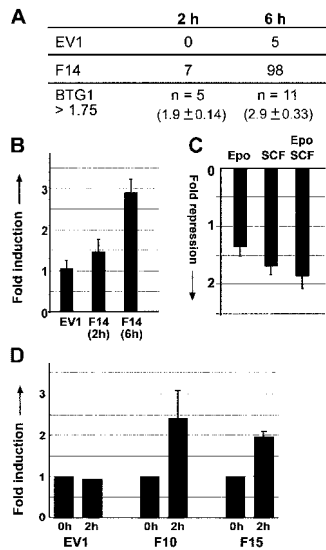 A
2 h 6 h
EV1 0 5
F14 7 98
BTG1 > 1.75 n = 5 n = 11
(1.9 ± 0.14) (2.9 ± 0.33)
B
Fold induction
3
2
1
0
EV1 F14 (2h) F14 (6h)
C
Epo SCF Epo SCF
0
1
2
Fold repression
D
Fold induction
3
2
1
0
0h 2h 0h 2h 0h 2h
EV1 F10 F15